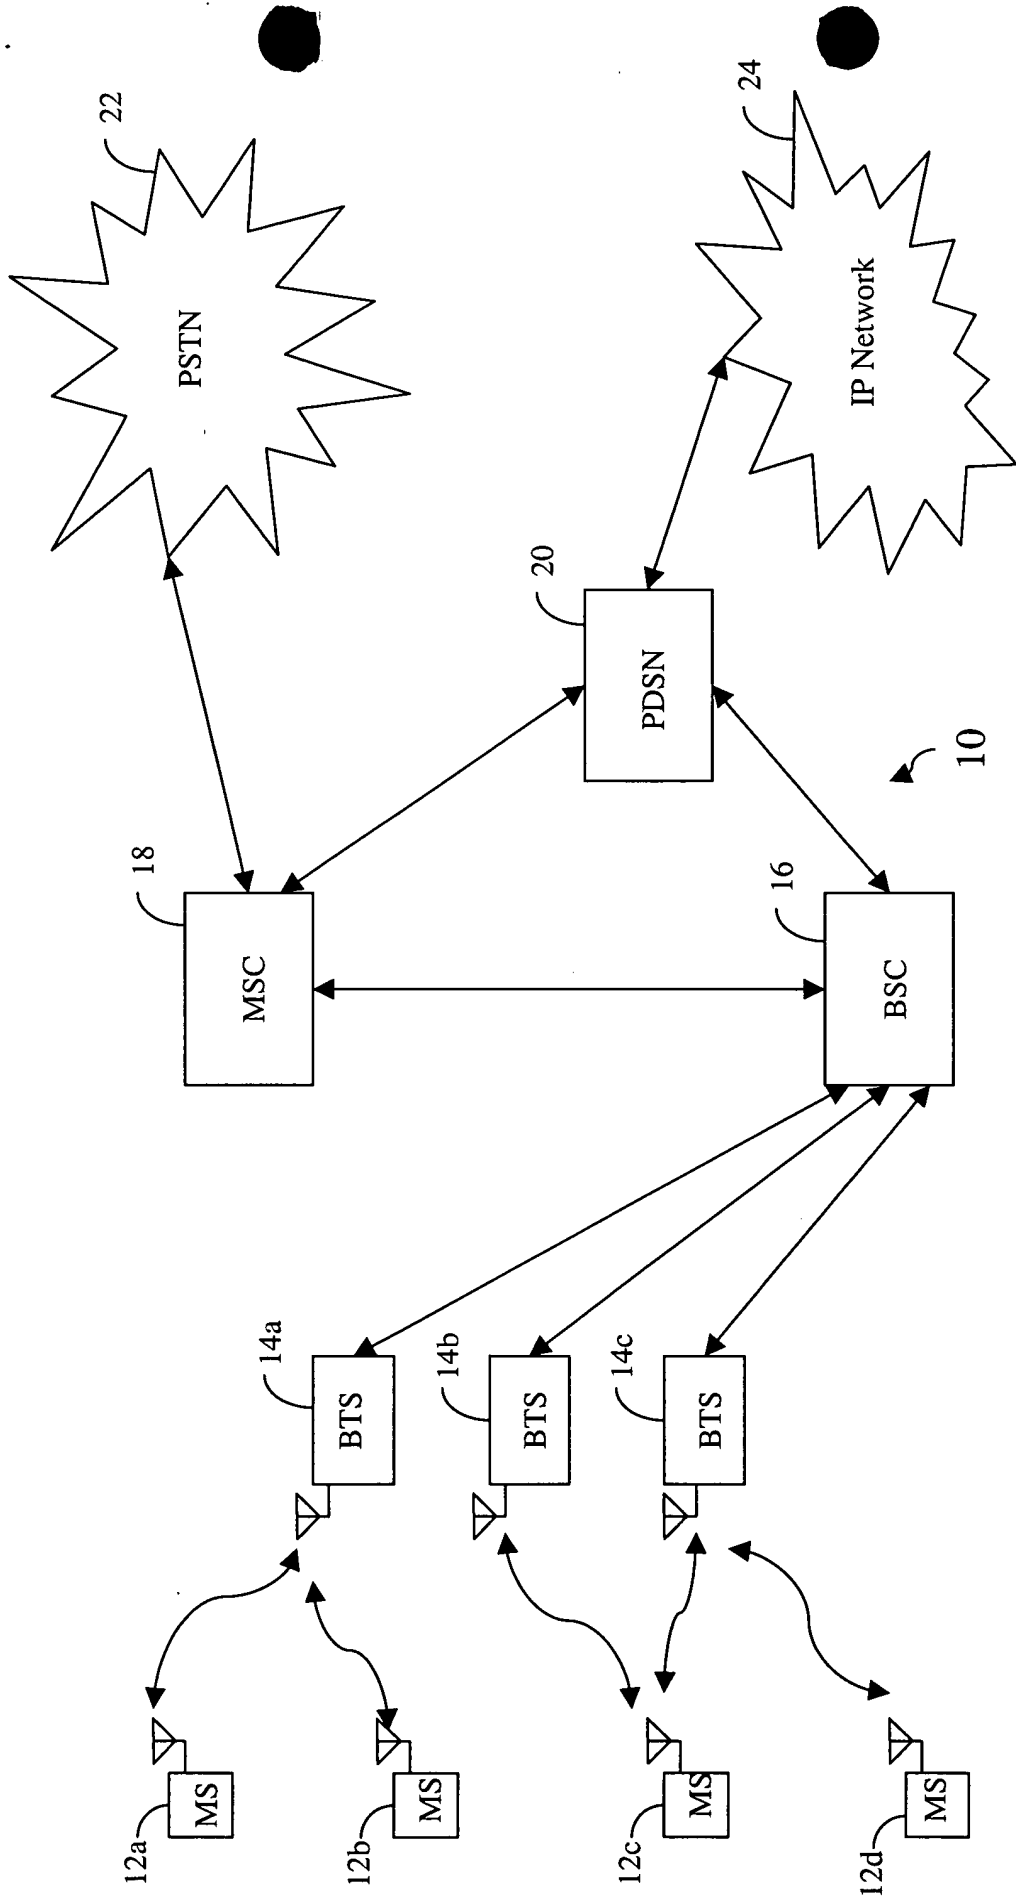 12a
MS
12b
MS
12c
MS
12d
MS
14a
BTS
14b
BTS
14c
BTS
18
MSC
16
BSC
10
20
PDSN
22
PSTN
24
IP Network